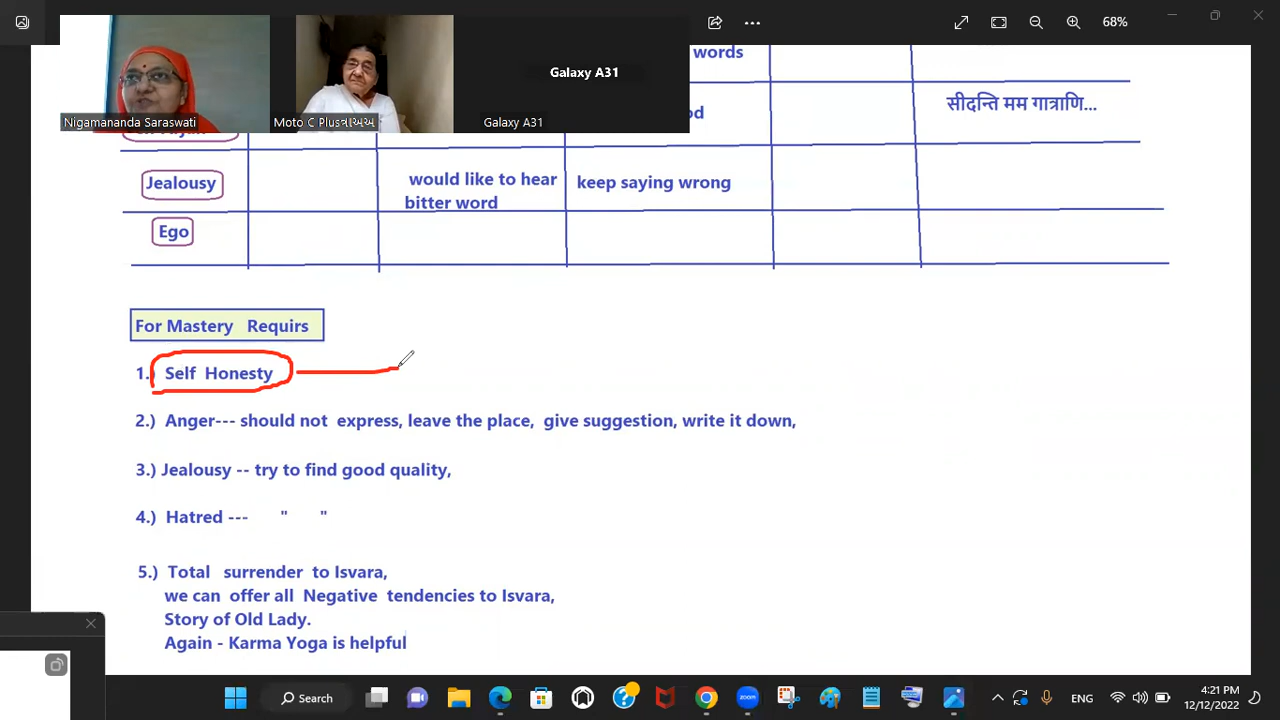 68%
words
Galaxy A31
सीदन्ति मम गात्राणि...
Nigamananda Saraswati
Moto C Plusત્રાઅઅ
Galaxy A31
Jealousy
would like to hear
bitter word
keep saying wrong
Ego
For Mastery Requirs
1.) Self Honesty
2.) Anger--- should not express, leave the place, give suggestion, write it down,
3.) Jealousy -- try to find good quality,
4.) Hatred --- " "
5.) Total surrender to Isvara,
we can offer all Negative tendencies to Isvara,
Story of Old Lady.
Again - Karma Yoga is helpful
Search
zoom
ENG
4:21 PM
12/12/2022